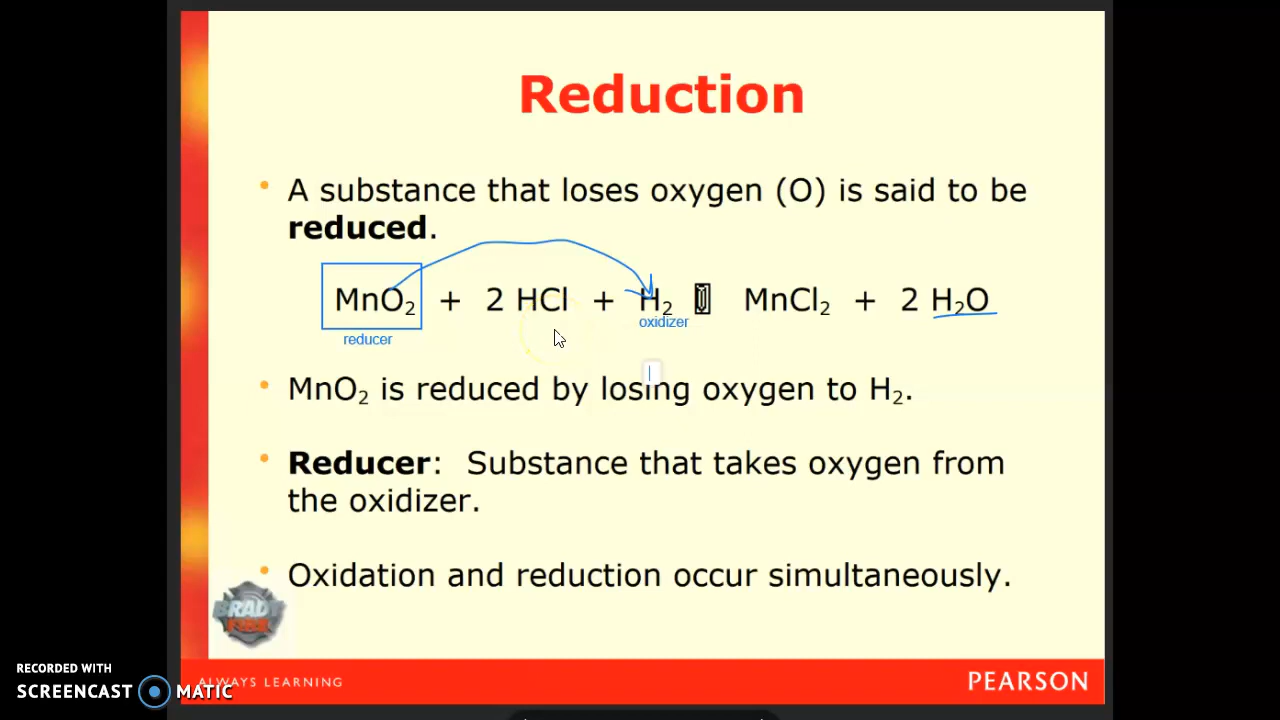 Reduction
• A substance that loses oxygen (O) is said to be
reduced.
MnO₂ + 2 HCl + H₂ MnCl₂ + 2 H₂O
reducer
oxidizer
• MnO₂ is reduced by losing oxygen to H₂.
• Reducer: Substance that takes oxygen from
the oxidizer.
• Oxidation and reduction occur simultaneously.
BRADY
FIRE
ALWAYS LEARNING
PEARSON
RECORDED WITH
SCREENCAST MATIC